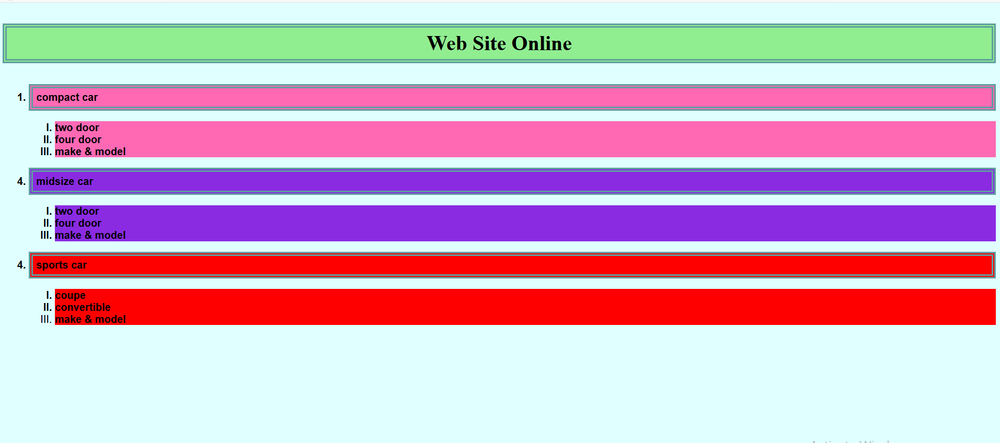 Web Site Online
1. compact car
I. two door
II. four door
III. make & model
4. midsize car
I. two door
II. four door
III. make & model
4. sports car
I. coupe
II. convertible
III. make & model